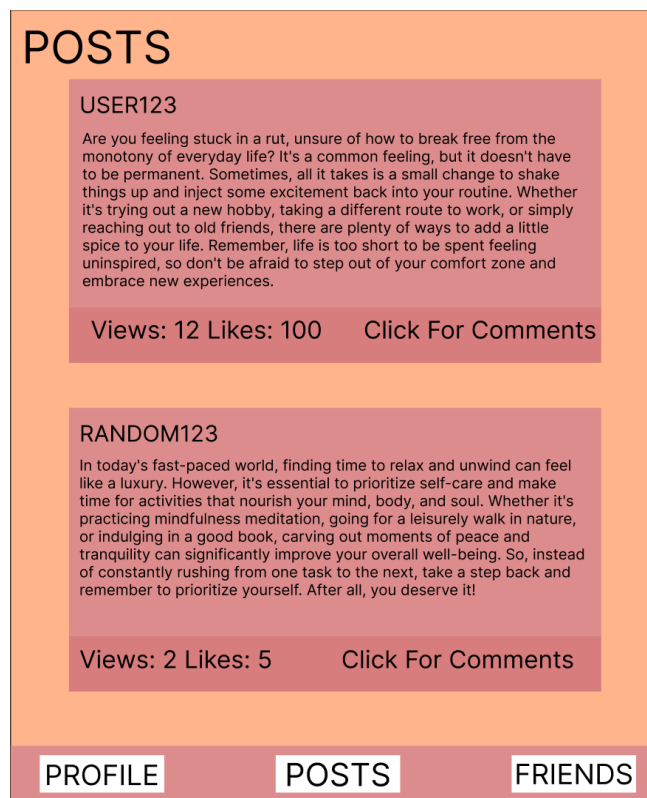 POSTS
USER123
Are you feeling stuck in a rut, unsure of how to break free from the
monotony of everyday life? It's a common feeling, but it doesn't have
to be permanent. Sometimes, all it takes is a small change to shake
things up and inject some excitement back into your routine. Whether
it's trying out a new hobby, taking a different route to work, or simply
reaching out to old friends, there are plenty of ways to add a little
spice to your life. Remember, life is too short to be spent feeling
uninspired, so don't be afraid to step out of your comfort zone and
embrace new experiences.
Views: 12 Likes: 100 Click For Comments
RANDOM123
In today's fast-paced world, finding time to relax and unwind can feel
like a luxury. However, it's essential to prioritize self-care and make
time for activities that nourish your mind, body, and soul. Whether it's
practicing mindfulness meditation, going for a leisurely walk in nature,
or indulging in a good book, carving out moments of peace and
tranquility can significantly improve your overall well-being. So, instead
of constantly rushing from one task to the next, take a step back and
remember to prioritize yourself. After all, you deserve it!
Views: 2 Likes: 5 Click For Comments
PROFILE POSTS FRIENDS